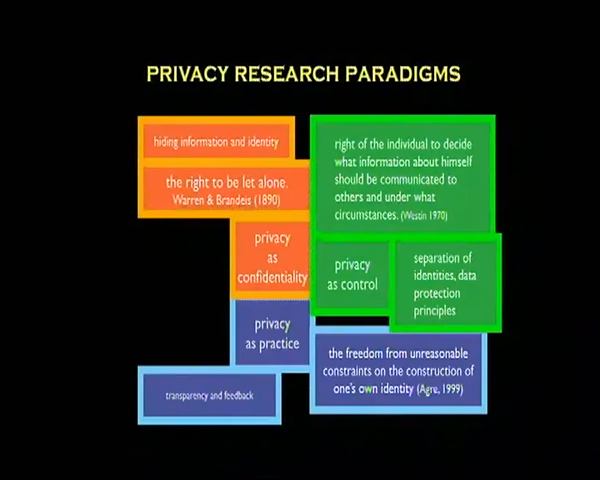 PRIVACY RESEARCH PARADIGMS
hiding information and identity
the right to be let alone.
Warren & Brandeis (1890)
privacy
as
confidentiality
right of the individual to decide
what information about himself
should be communicated to
others and under what
circumstances. (Westin 1970)
privacy
as control
separation of
identities, data
protection
principles
privacy
as practice
the freedom from unreasonable
constraints on the construction of
one's own identity (Agre, 1999)
transparency and feedback